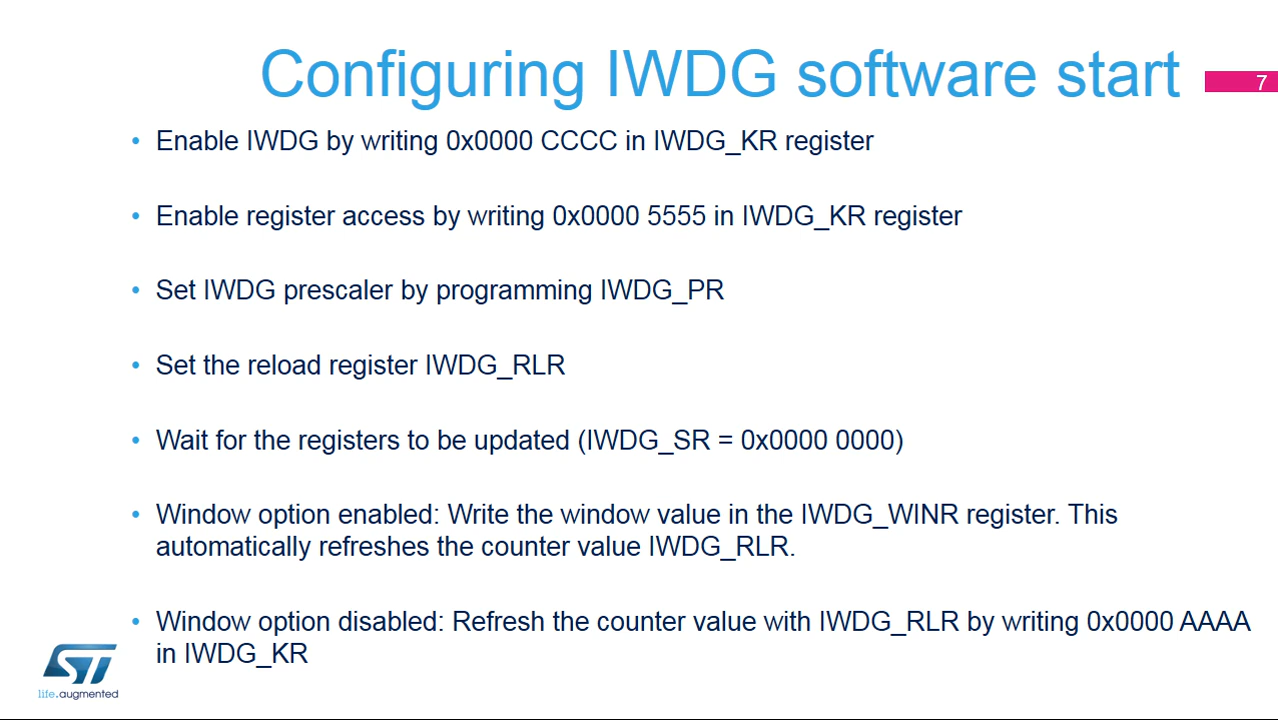 Configuring IWDG software start
7
• Enable IWDG by writing 0x0000 CCCC in IWDG_KR register
• Enable register access by writing 0x0000 5555 in IWDG_KR register
• Set IWDG prescaler by programming IWDG_PR
• Set the reload register IWDG_RLR
• Wait for the registers to be updated (IWDG_SR = 0x0000 0000)
• Window option enabled: Write the window value in the IWDG_WINR register. This
automatically refreshes the counter value IWDG_RLR.
• Window option disabled: Refresh the counter value with IWDG_RLR by writing 0x0000 AAAA
in IWDG_KR
ST
life.augmented